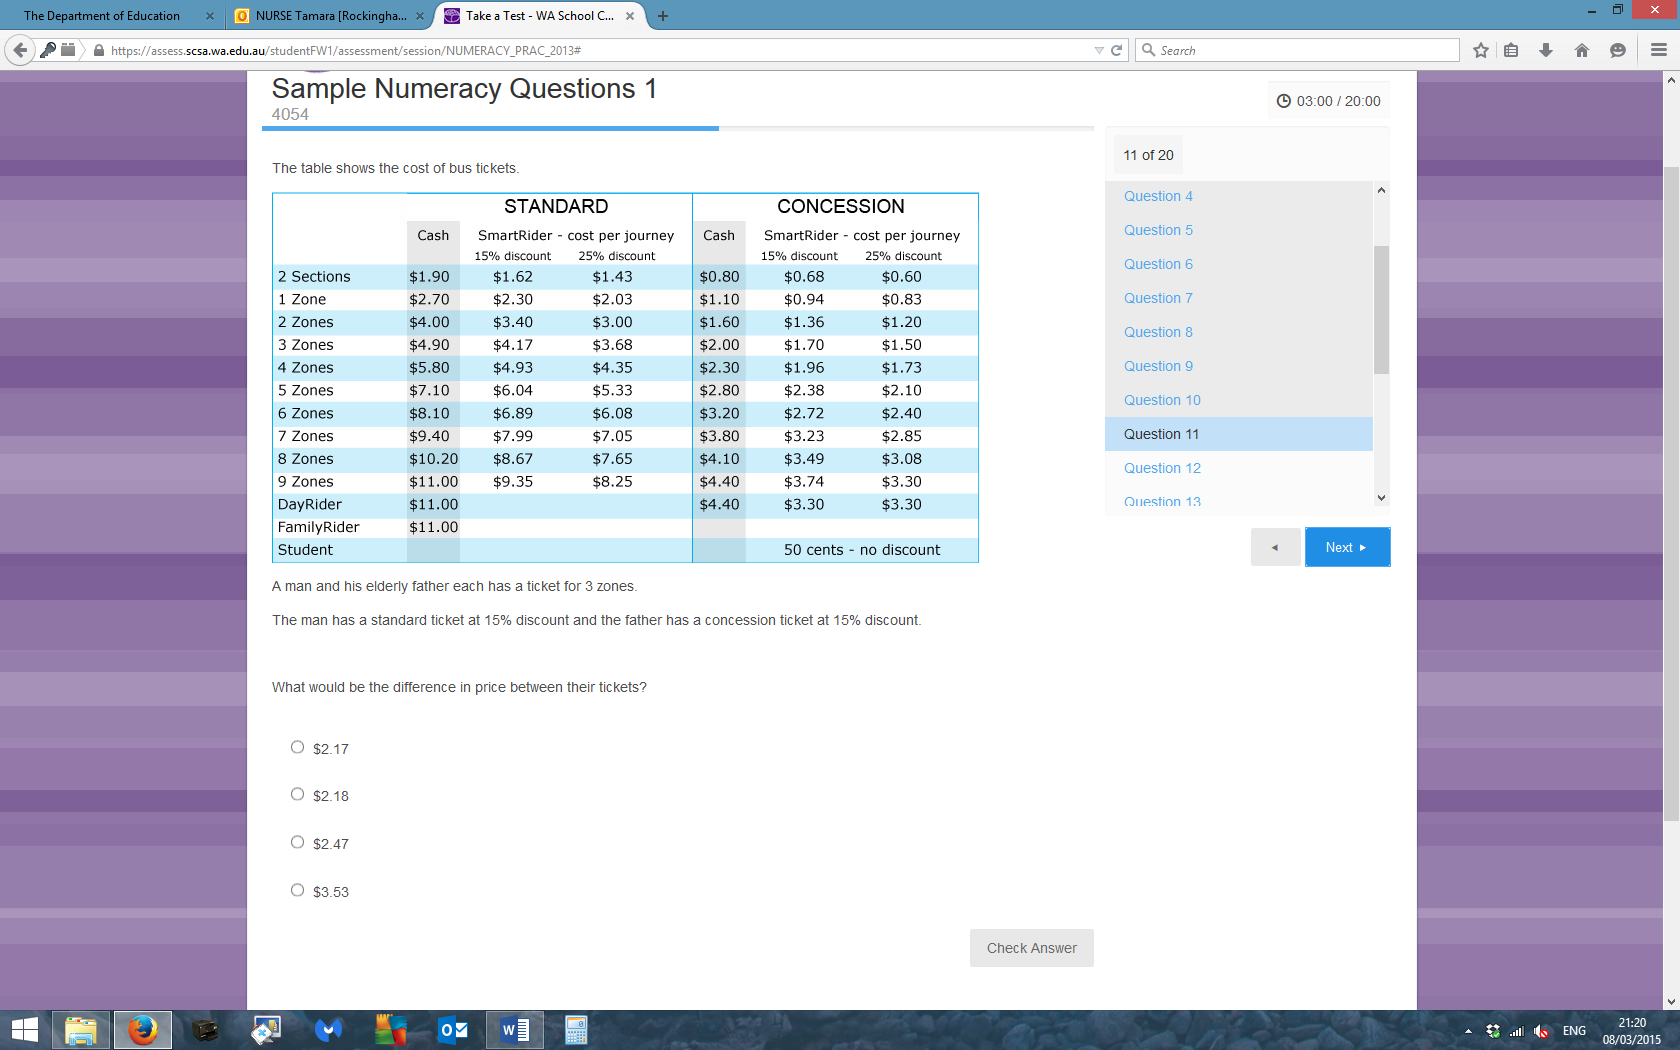 The Department of Education
NURSE Tamara [Rockingha...
Take a Test - WA School C...
https://assess.scsa.wa.edu.au/studentFW1/assessment/session/NUMERACY_PRAC_2013#
Search
Sample Numeracy Questions 1
4054
03:00 / 20:00
11 of 20
Question 4
Question 5
Question 6
Question 7
Question 8
Question 9
Question 10
Question 11
Question 12
Question 13
Next
The table shows the cost of bus tickets.
STANDARD CONCESSION
Cash SmartRider - cost per journey Cash SmartRider - cost per journey
15% discount 25% discount 15% discount 25% discount
2 Sections $1.90 $1.62 $1.43 $0.80 $0.68 $0.60
1 Zone $2.70 $2.30 $2.03 $1.10 $0.94 $0.83
2 Zones $4.00 $3.40 $3.00 $1.60 $1.36 $1.20
3 Zones $4.90 $4.17 $3.68 $2.00 $1.70 $1.50
4 Zones $5.80 $4.93 $4.35 $2.30 $1.96 $1.73
5 Zones $7.10 $6.04 $5.33 $2.80 $2.38 $2.10
6 Zones $8.10 $6.89 $6.08 $3.20 $2.72 $2.40
7 Zones $9.40 $7.99 $7.05 $3.80 $3.23 $2.85
8 Zones $10.20 $8.67 $7.65 $4.10 $3.49 $3.08
9 Zones $11.00 $9.35 $8.25 $4.40 $3.74 $3.30
DayRider $11.00 $4.40 $3.30 $3.30
FamilyRider $11.00
Student 50 cents - no discount
A man and his elderly father each has a ticket for 3 zones.
The man has a standard ticket at 15% discount and the father has a concession ticket at 15% discount.
What would be the difference in price between their tickets?
$2.17
$2.18
$2.47
$3.53
Check Answer
ENG
21:20
08/03/2015